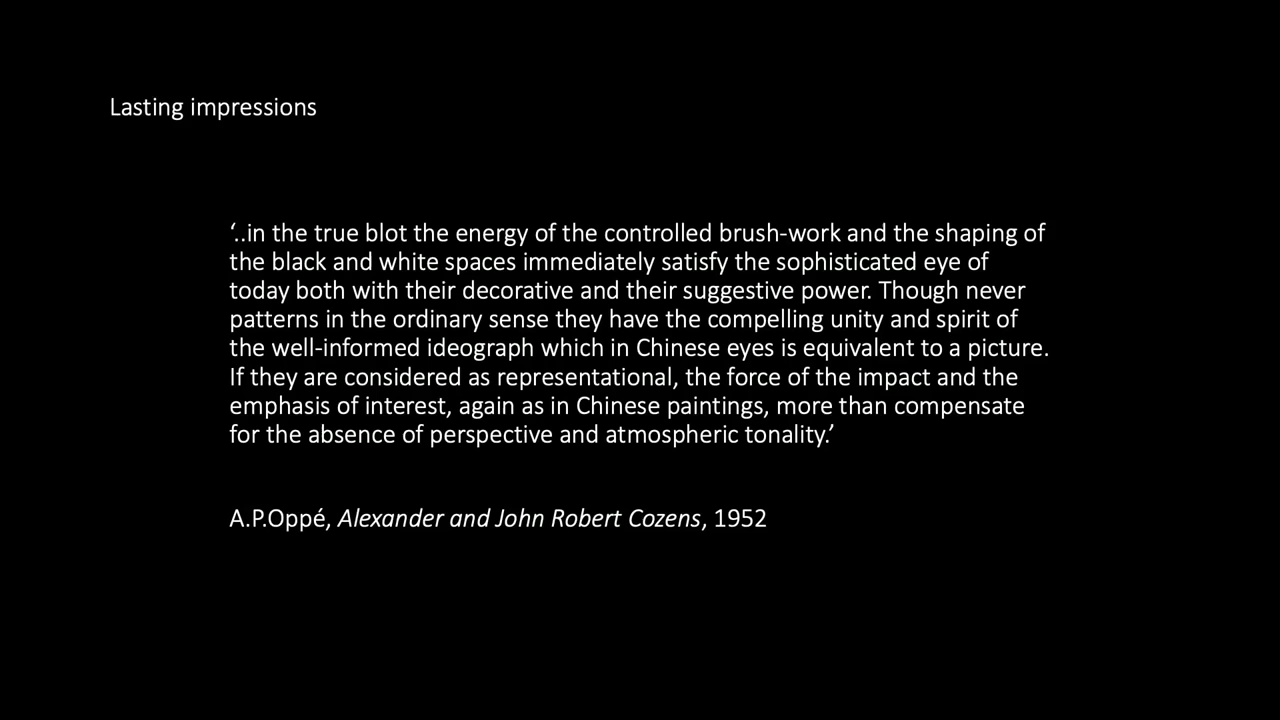 Lasting impressions
‘..in the true blot the energy of the controlled brush-work and the shaping of
the black and white spaces immediately satisfy the sophisticated eye of
today both with their decorative and their suggestive power. Though never
patterns in the ordinary sense they have the compelling unity and spirit of
the well-informed ideograph which in Chinese eyes is equivalent to a picture.
If they are considered as representational, the force of the impact and the
emphasis of interest, again as in Chinese paintings, more than compensate
for the absence of perspective and atmospheric tonality.’
A.P.Oppé, Alexander and John Robert Cozens, 1952